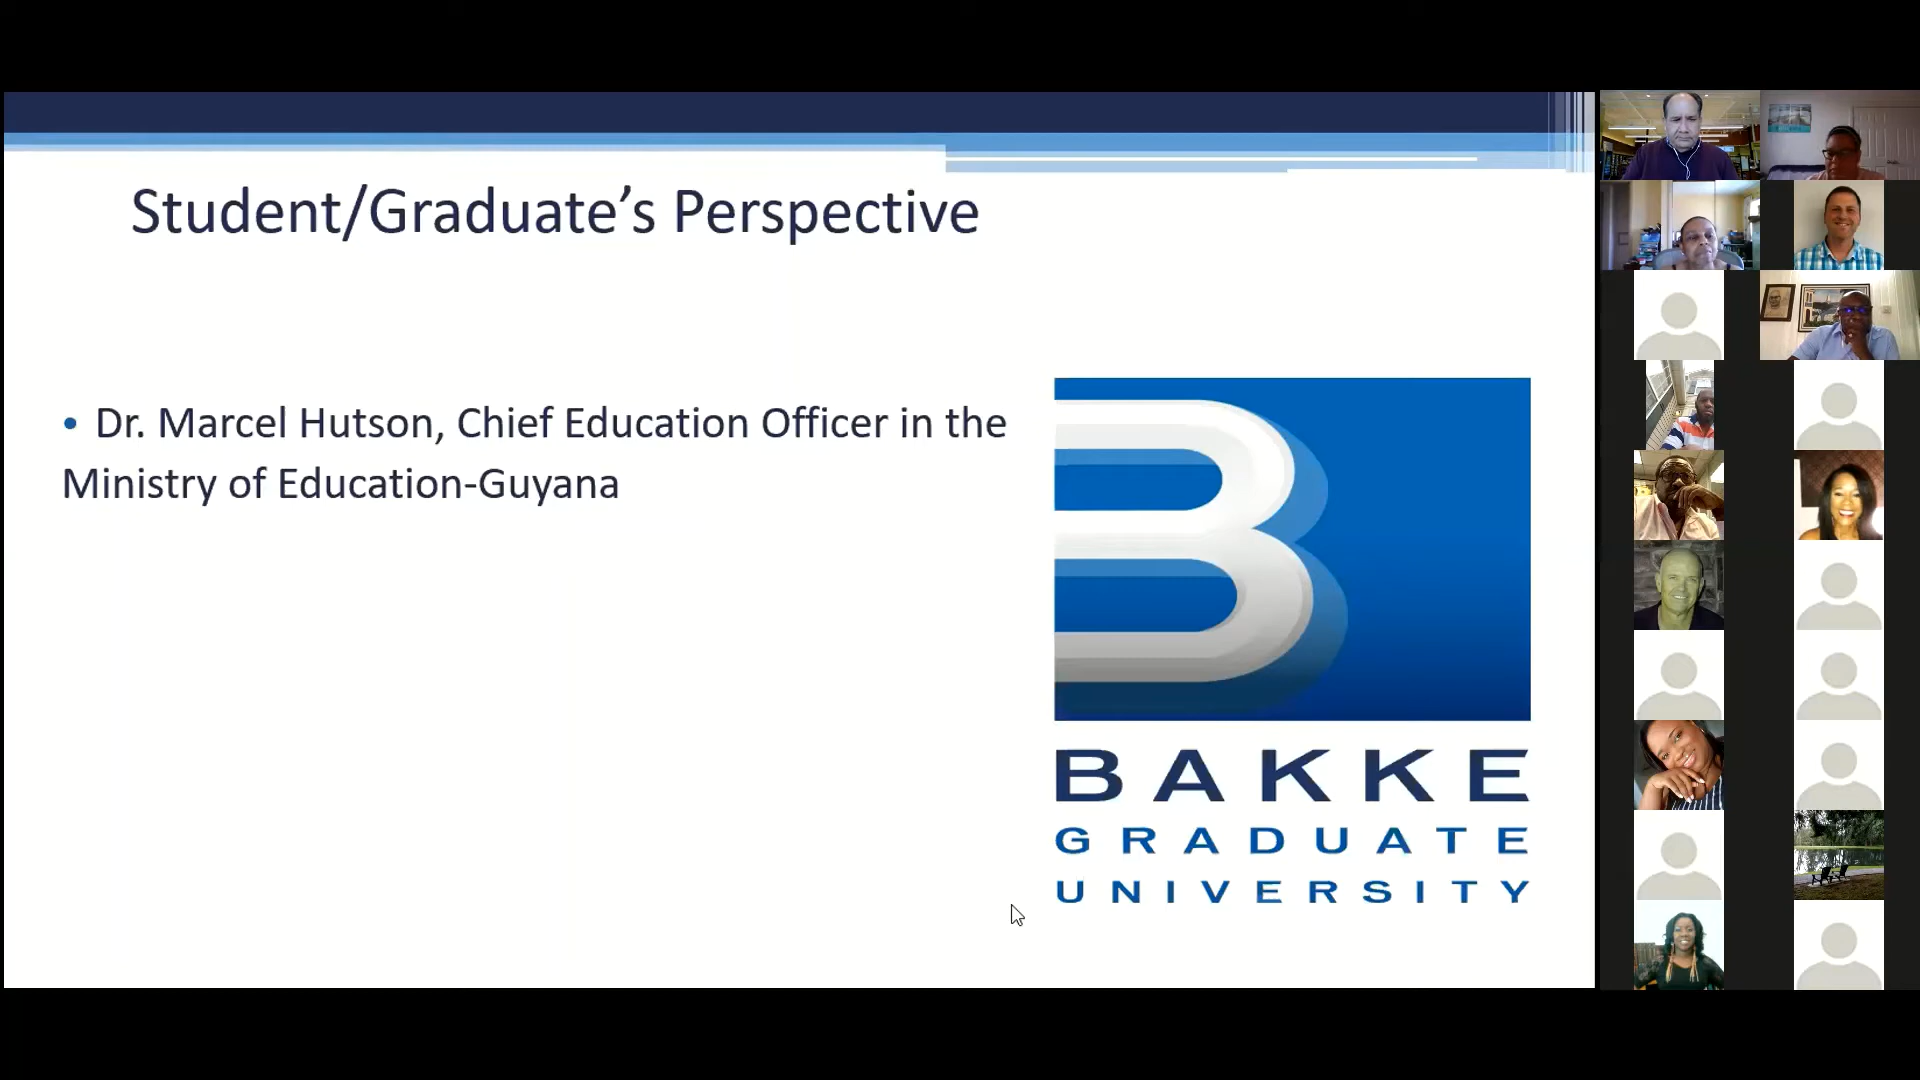 Student/Graduate’s Perspective
• Dr. Marcel Hutson, Chief Education Officer in the
Ministry of Education-Guyana
B
BAKKE
GRADUATE
UNIVERSITY